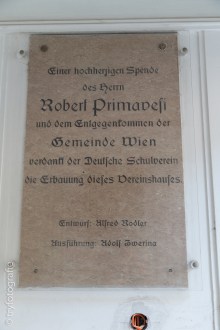 Einer hochherzigen Spende
des Herrn
Robert Primavesi
und dem Entgegenkommen der
Gemeinde Wien
verdankt der Deutsche Schulverein
die Erbauung dieses Vereinshauses.
Entwurf: Alfred Rodler
Ausführung: Adolf Zwerina